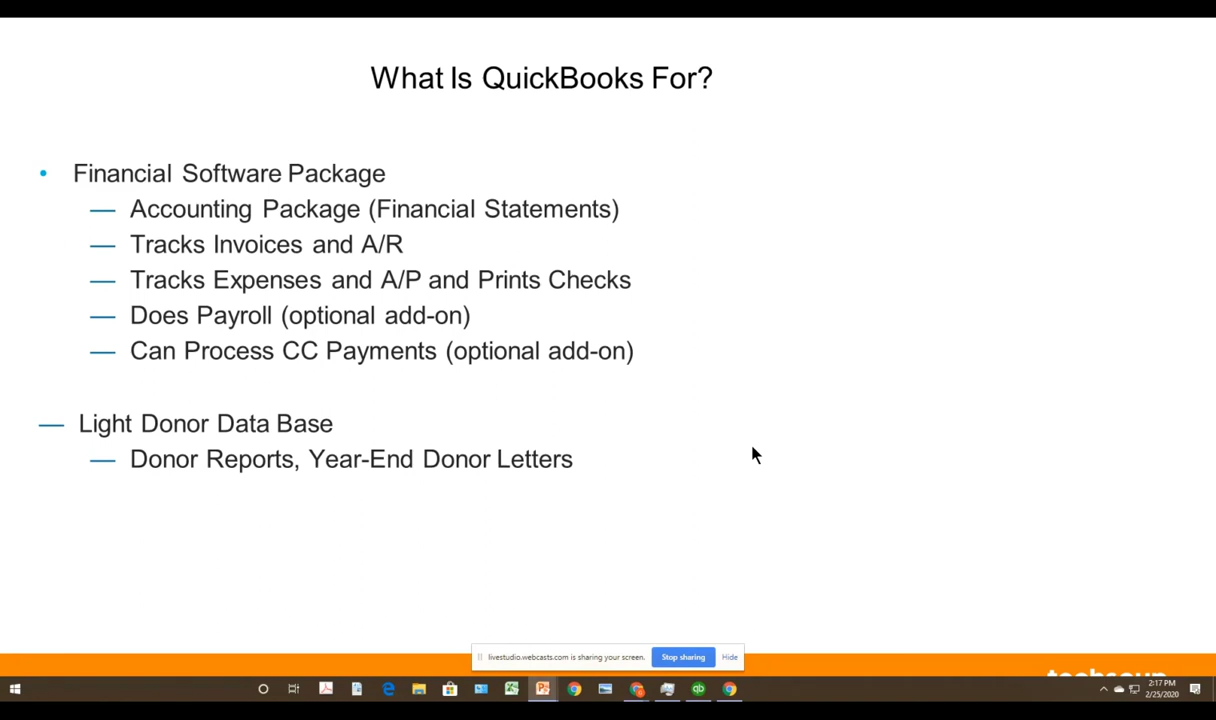 What Is QuickBooks For?
• Financial Software Package
— Accounting Package (Financial Statements)
— Tracks Invoices and A/R
— Tracks Expenses and A/P and Prints Checks
— Does Payroll (optional add-on)
— Can Process CC Payments (optional add-on)
— Light Donor Data Base
— Donor Reports, Year-End Donor Letters
livestudio.webcasts.com is sharing your screen. Stop sharing Hide
2:17 PM
2/25/2020